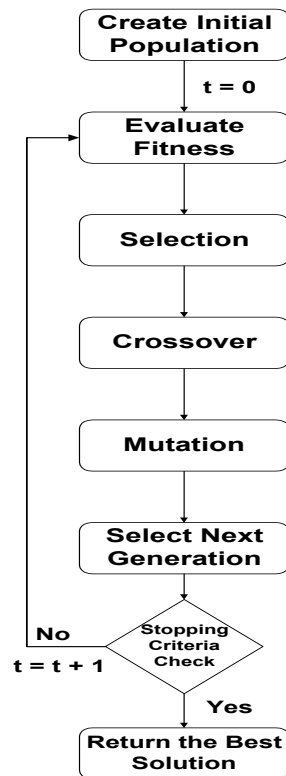 Create Initial
Population
t = 0
Evaluate
Fitness
Selection
Crossover
Mutation
Select Next
Generation
Stopping
Criteria
Check
No
t = t + 1
Yes
Return the Best
Solution